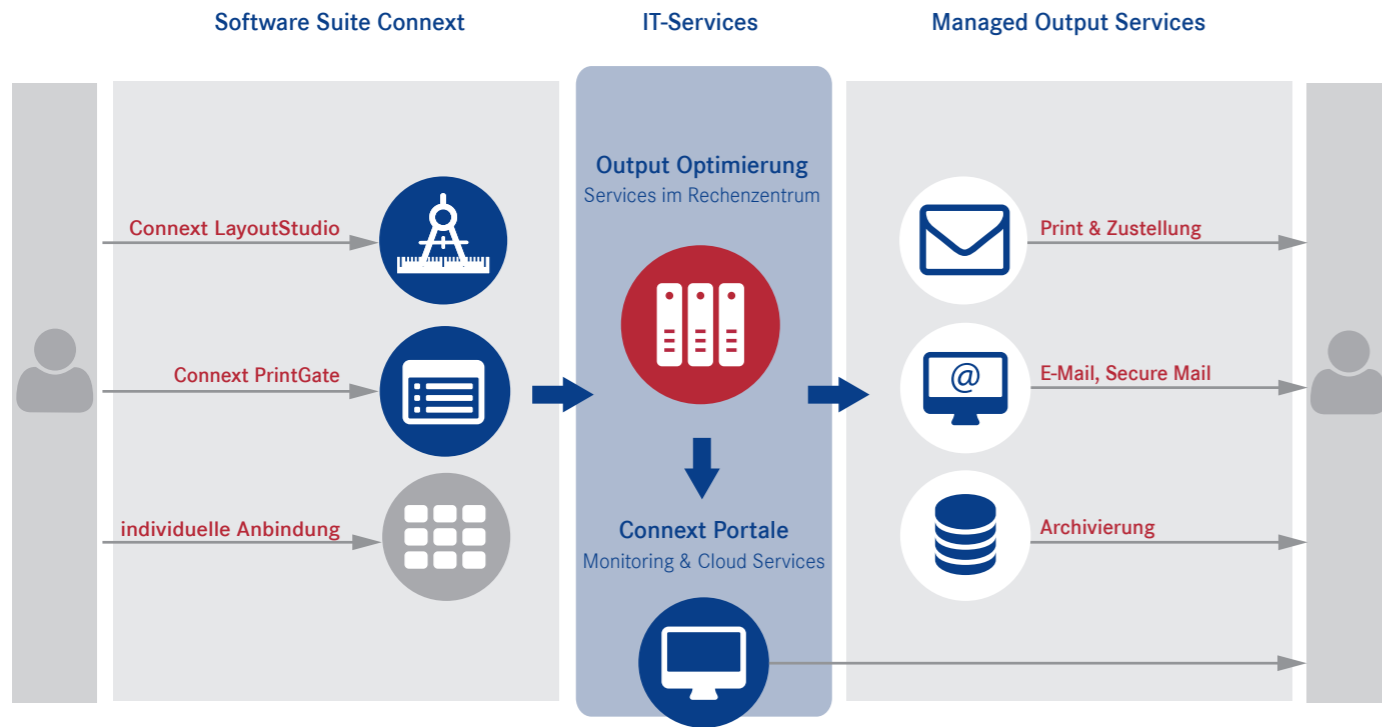 Software Suite Connext
IT-Services
Managed Output Services
Output Optimierung
Services im Rechenzentrum
Connext LayoutStudio
Print & Zustellung
Connext PrintGate
@
E-Mail, Secure Mail
individuelle Anbindung
Connext Portale
Monitoring & Cloud Services
Archivierung